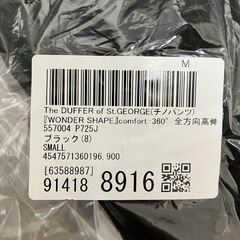 M
The DUFFER of St.GEORGE(チノパンツ)
『WONDER SHAPE』comfort 360° 全方向高伸
557004 P725J
ブラック(8)
SMALL
4547571360196,900
[63588987]
91418 8916